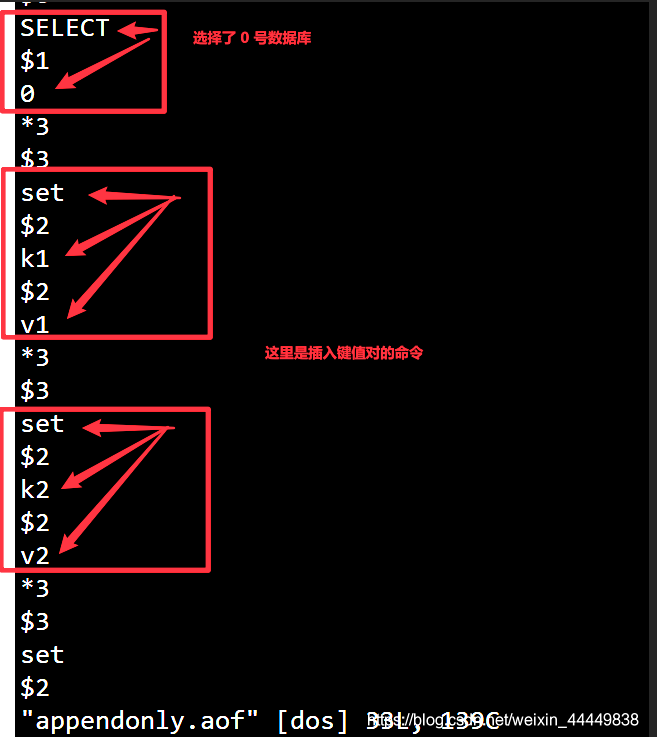 SELECT
选择了 0 号数据库
$1
0
*3
$3
set
$2
k1
$2
v1
*3
这里是插入键值对的命令
$3
set
$2
k2
$2
v2
*3
$3
set
$2
"appendonly.aof" [dos] 33L, 139C
https://blog.csdn.net/weixin_44449838